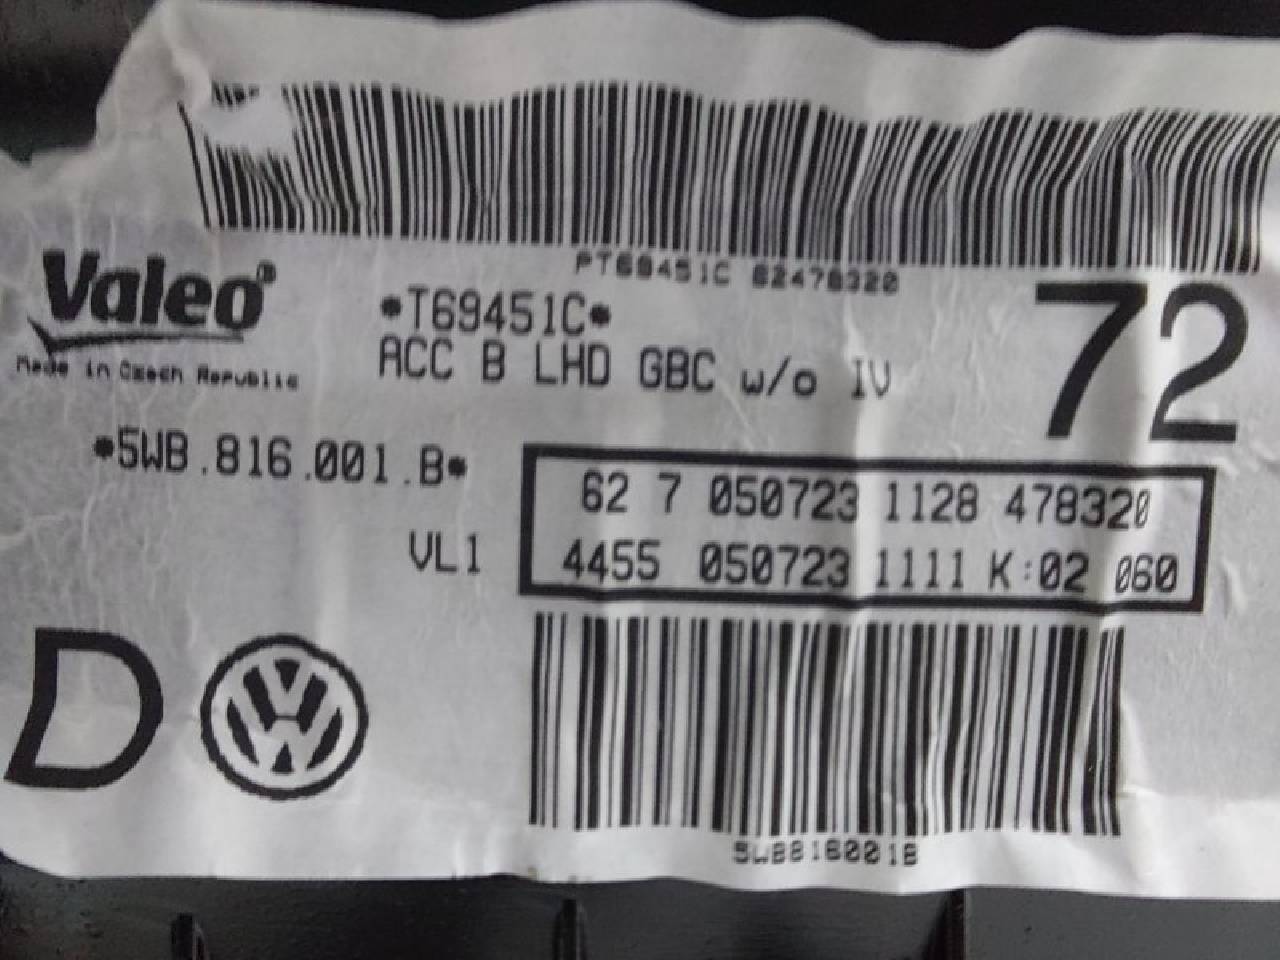 PT69451C 62478320
Valeo®
*T69451C*
72
Made in Czech Republic
ACC B LHD GBC w/o IV
*5WB.816.001.B*
62 7 050723 1128 478320
VL1
4455 050723 1111 K:02 060
D
5WB816001B